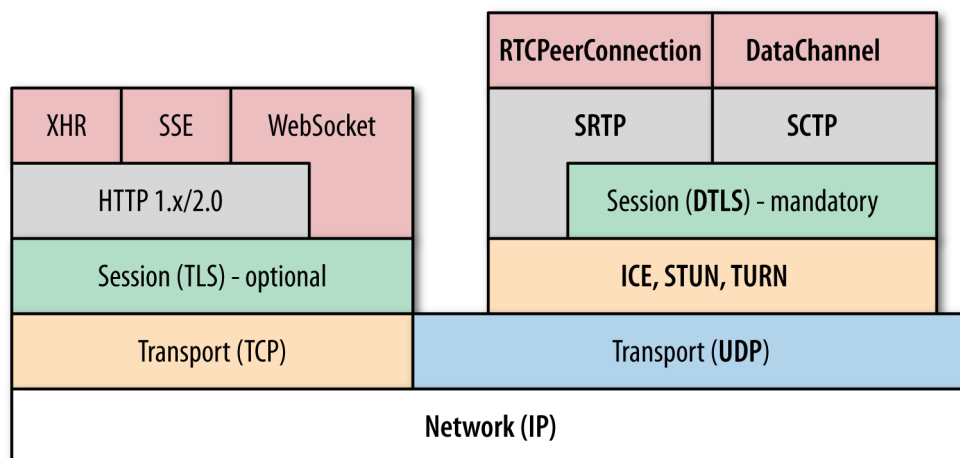 RTCPeerConnection DataChannel
XHR SSE WebSocket SRTP SCTP
HTTP 1.x/2.0 Session (DTLS) - mandatory
Session (TLS) - optional ICE, STUN, TURN
Transport (TCP) Transport (UDP)
Network (IP)